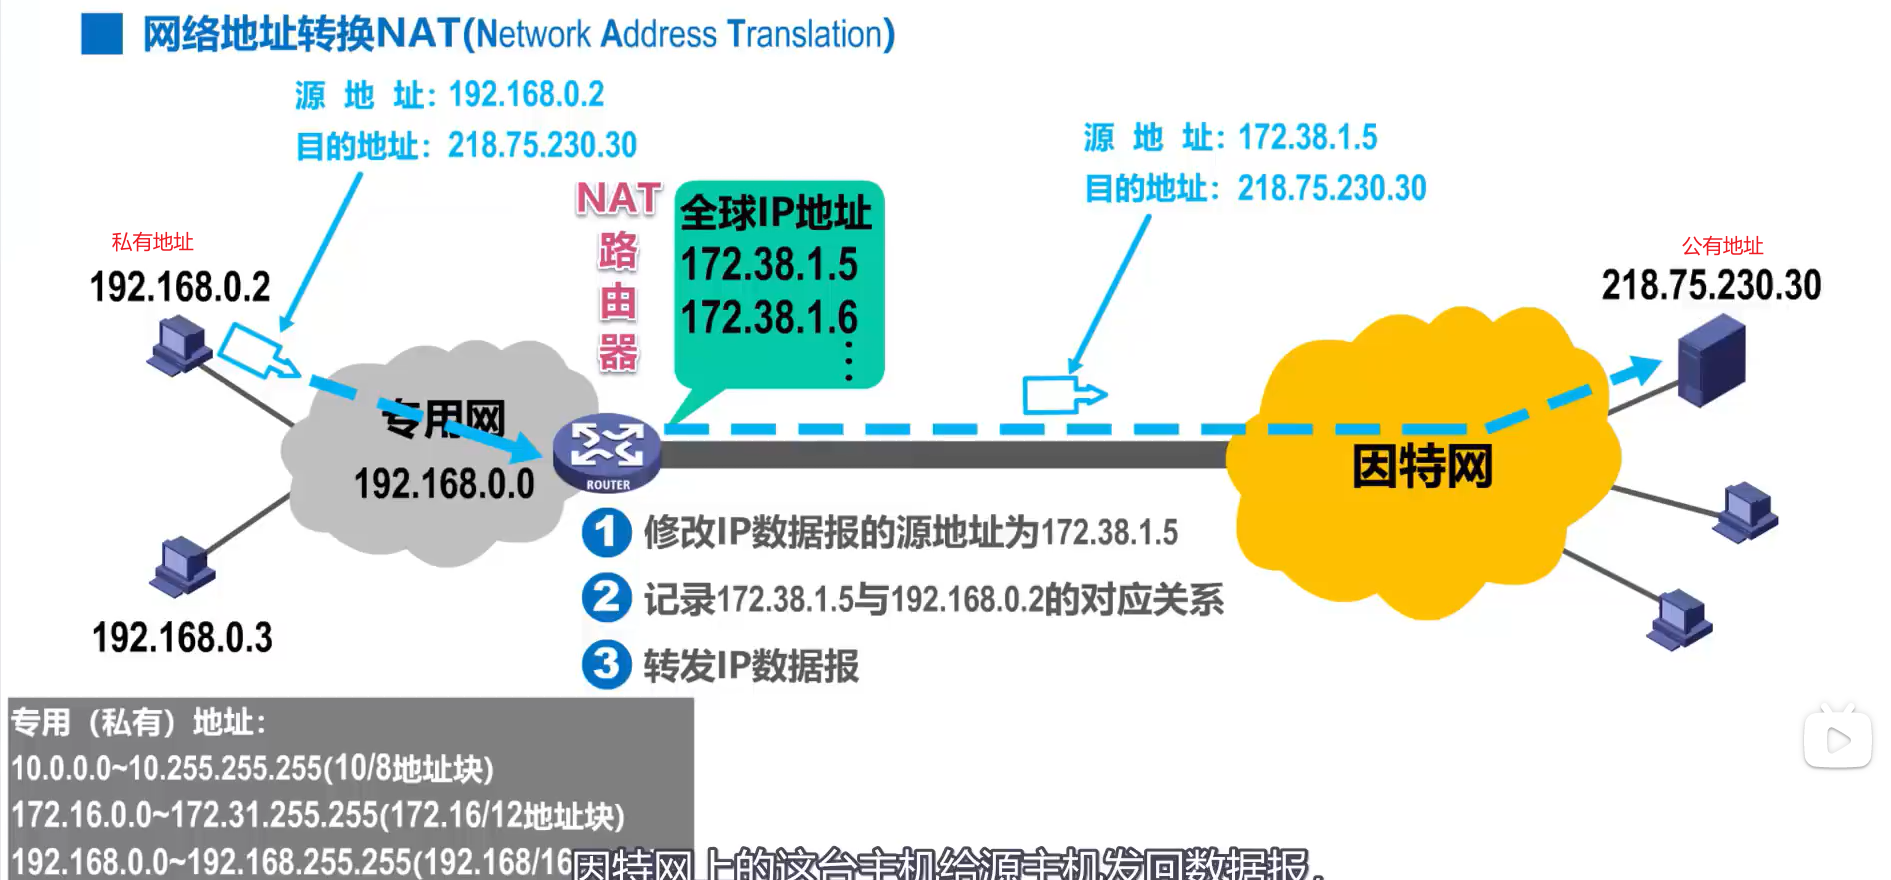 网络地址转换NAT(Network Address Translation)
源 地 址：192.168.0.2
目的地址：218.75.230.30
源 地 址：172.38.1.5
目的地址：218.75.230.30
NAT
路
由
器
全球IP地址
172.38.1.5
172.38.1.6
⋮
私有地址
192.168.0.2
公有地址
218.75.230.30
专用网
192.168.0.0
ROUTER
因特网
192.168.0.3
1 修改IP数据报的源地址为172.38.1.5
2 记录172.38.1.5与192.168.0.2的对应关系
3 转发IP数据报
专用（私有）地址：
10.0.0.0~10.255.255.255(10/8地址块)
172.16.0.0~172.31.255.255(172.16/12地址块)
192.168.0.0~192.168.255.255(192.168/16
因特网上的这台主机给源主机发回数据报，